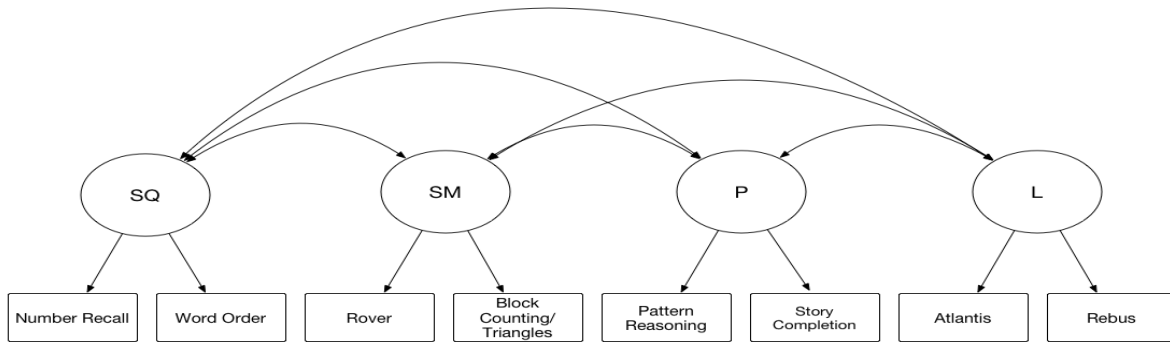 SQ
SM
P
L
Number Recall
Word Order
Rover
Block
Counting/
Triangles
Pattern
Reasoning
Story
Completion
Atlantis
Rebus